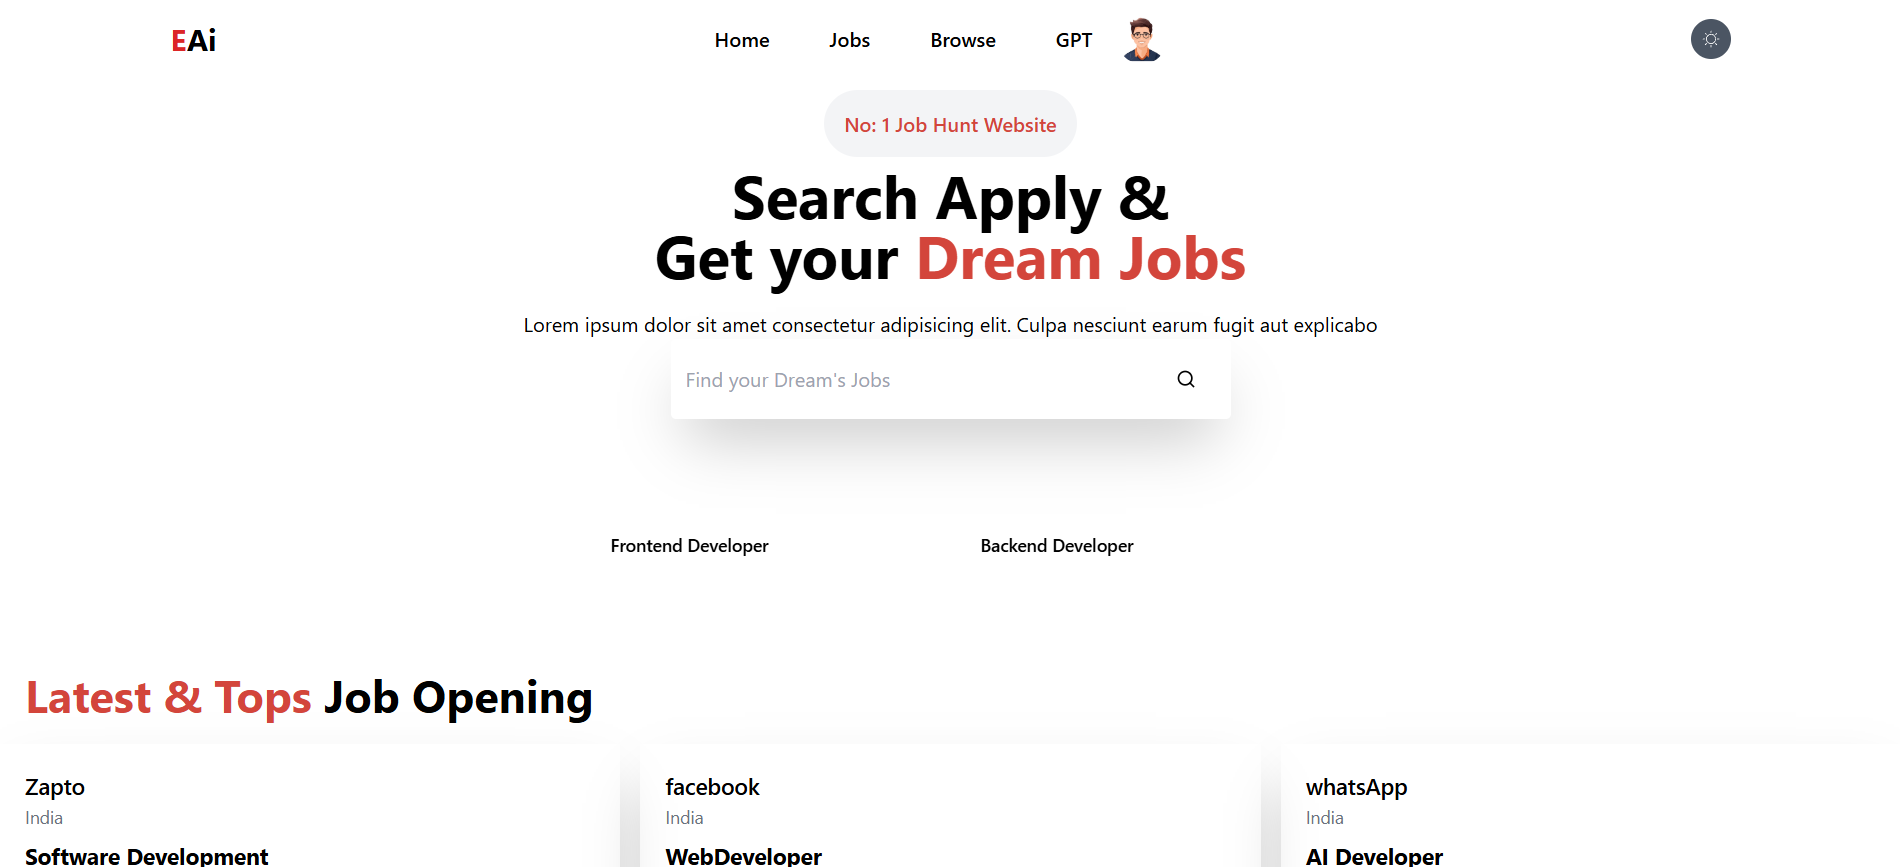 EAi
Home Jobs Browse GPT
No: 1 Job Hunt Website
Search Apply &
Get your Dream Jobs
Lorem ipsum dolor sit amet consectetur adipisicing elit. Culpa nesciunt earum fugit aut explicabo
Find your Dream's Jobs
Frontend Developer Backend Developer
Latest & Tops Job Opening
Zapto
India
Software Development
facebook
India
WebDeveloper
whatsApp
India
AI Developer